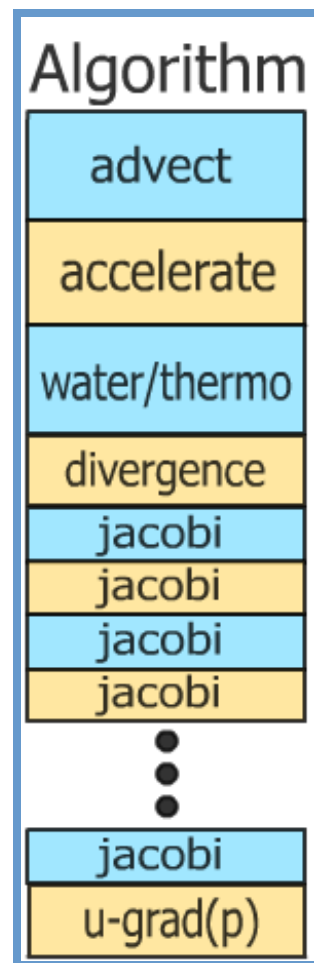 Algorithm
advect
accelerate
water/thermo
divergence
jacobi
jacobi
jacobi
jacobi
jacobi
u-grad(p)